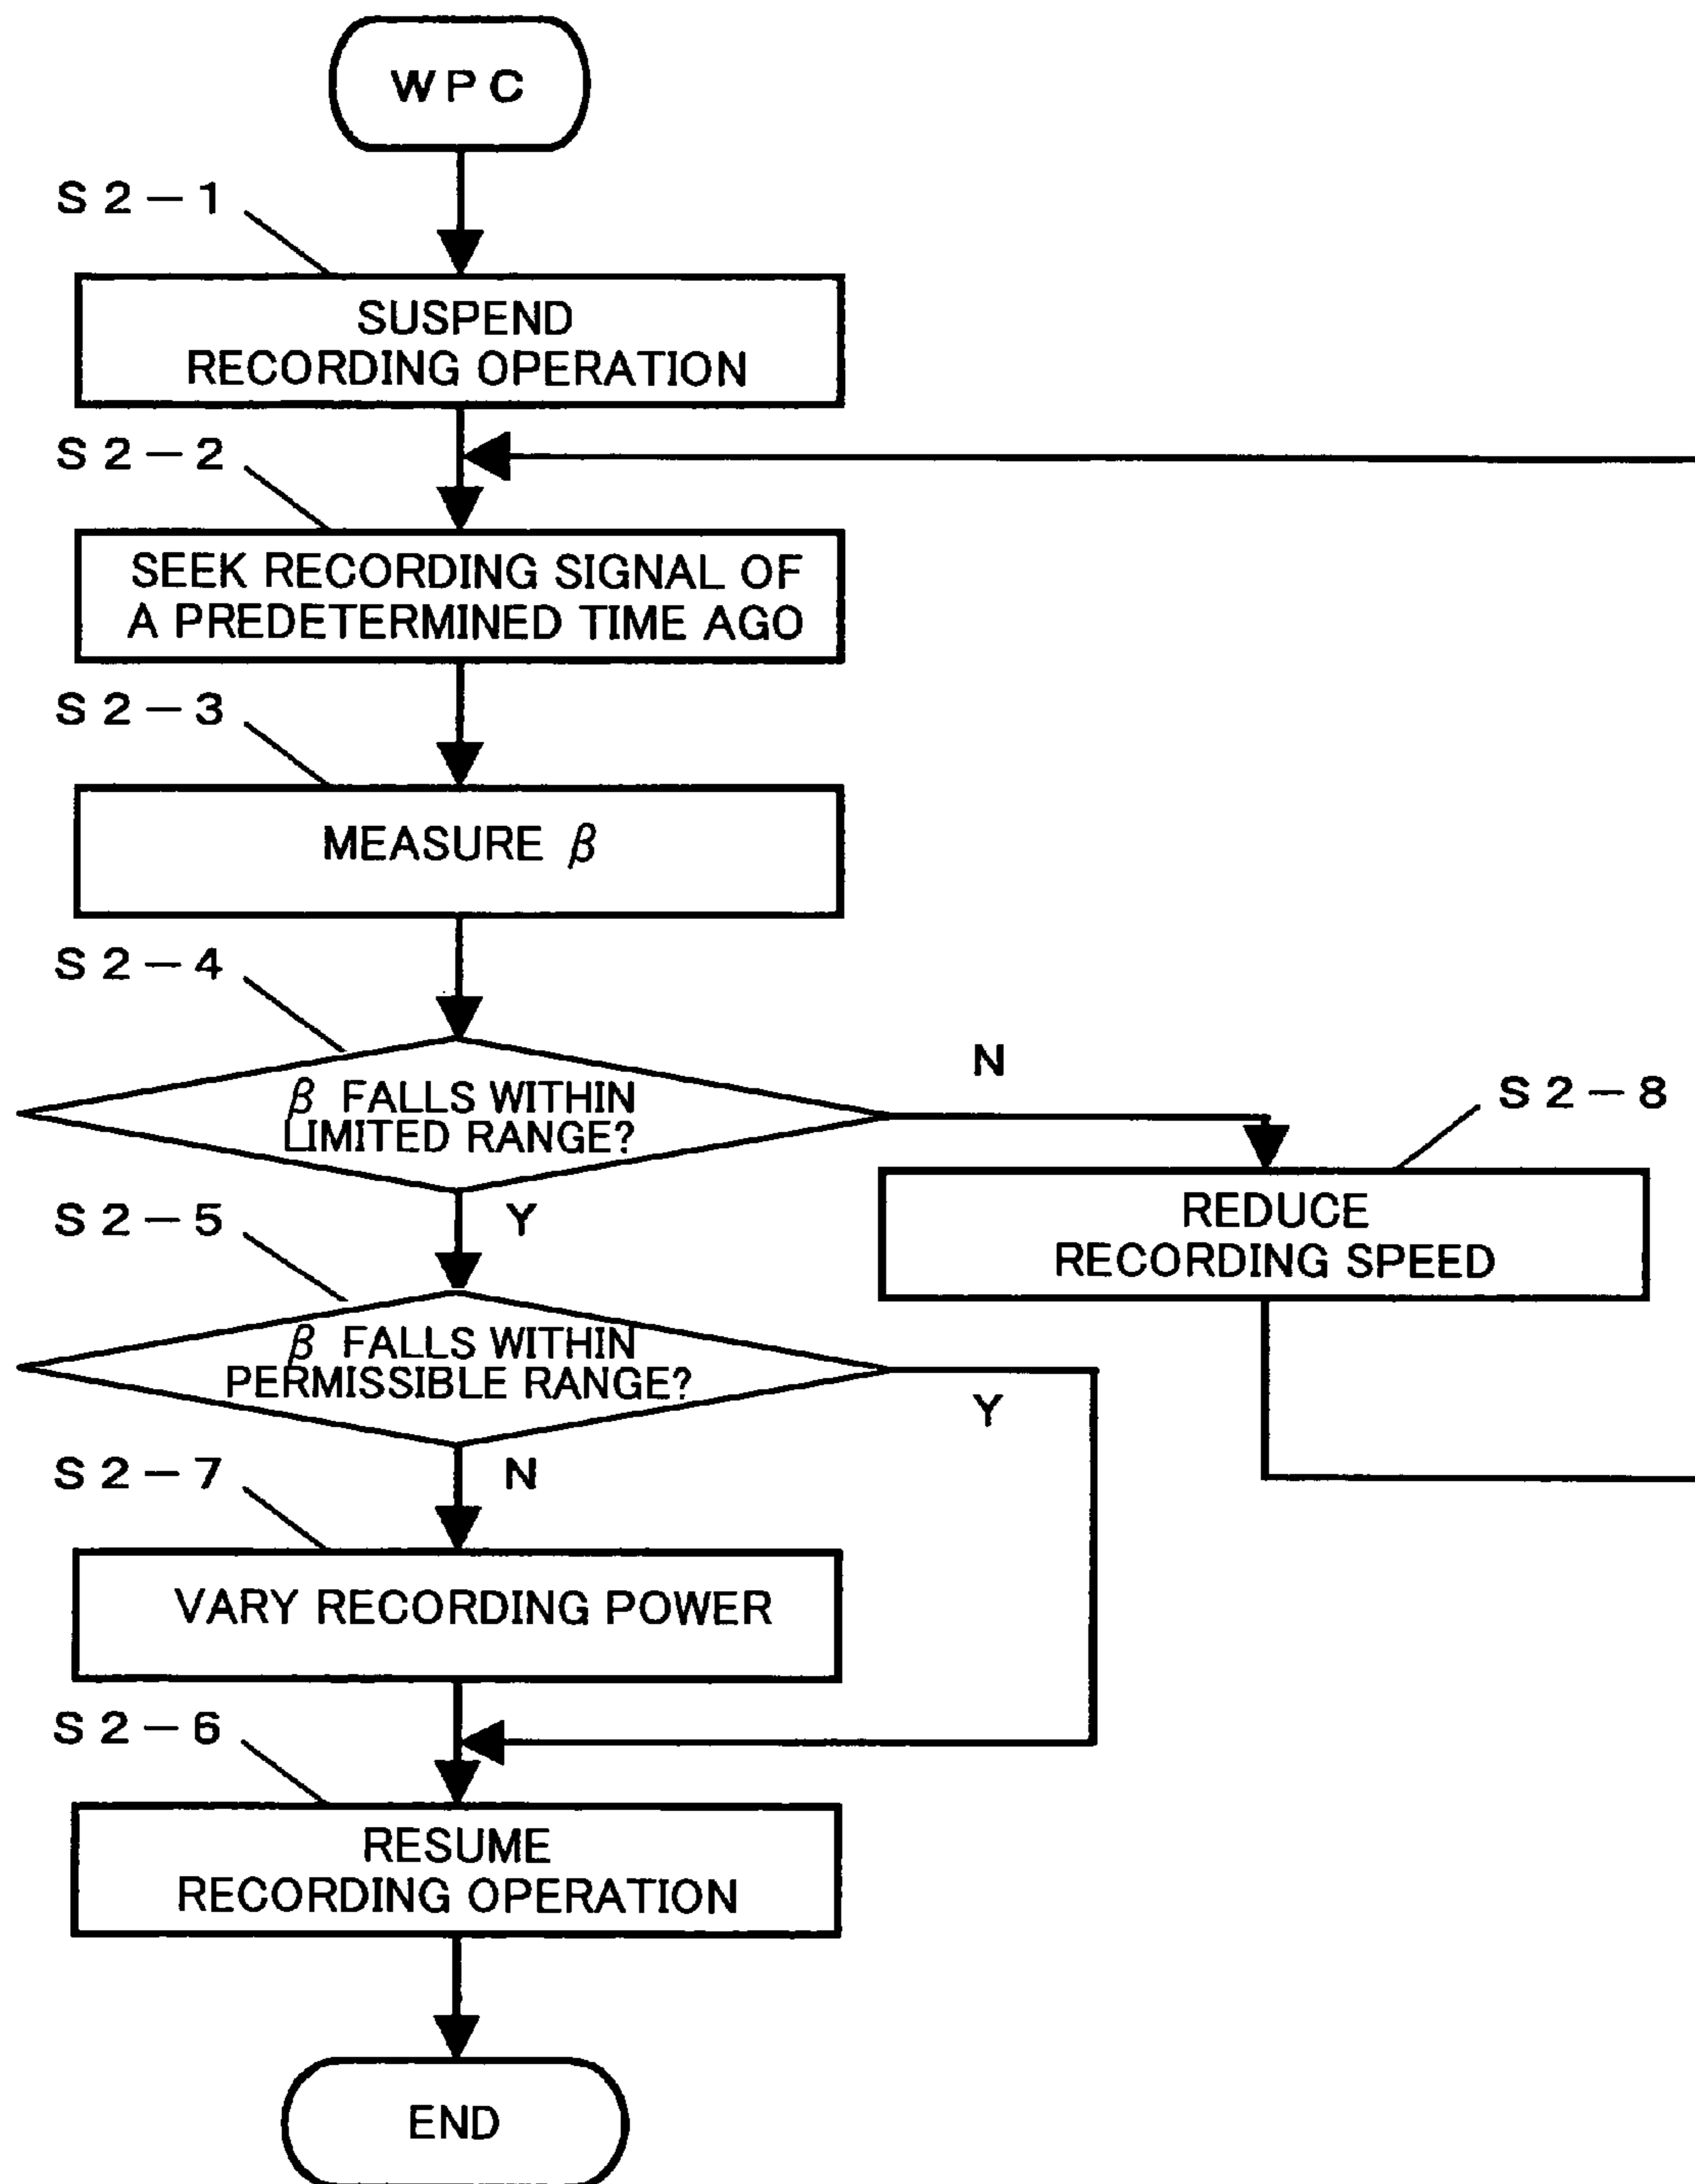 WPC
S2-1
SUSPEND
RECORDING OPERATION
S2-2
SEEK RECORDING SIGNAL OF
A PREDETERMINED TIME AGO
S2-3
MEASURE β
S2-4
β FALLS WITHIN
LIMITED RANGE?
N
S2-8
REDUCE
RECORDING SPEED
Y
S2-5
β FALLS WITHIN
PERMISSIBLE RANGE?
Y
N
S2-7
VARY RECORDING POWER
S2-6
RESUME
RECORDING OPERATION
END